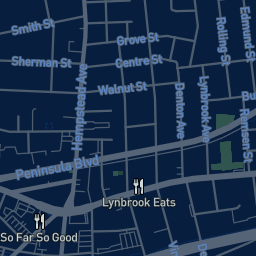 Smith St
Grove St
Sherman St
Centre St
Walnut St
Hempstead Ave
Denton Ave
Lynbrook Ave
Rolling St
Edmund St
Ransen St
Peninsula Blvd
Lynbrook Eats
So Far So Good